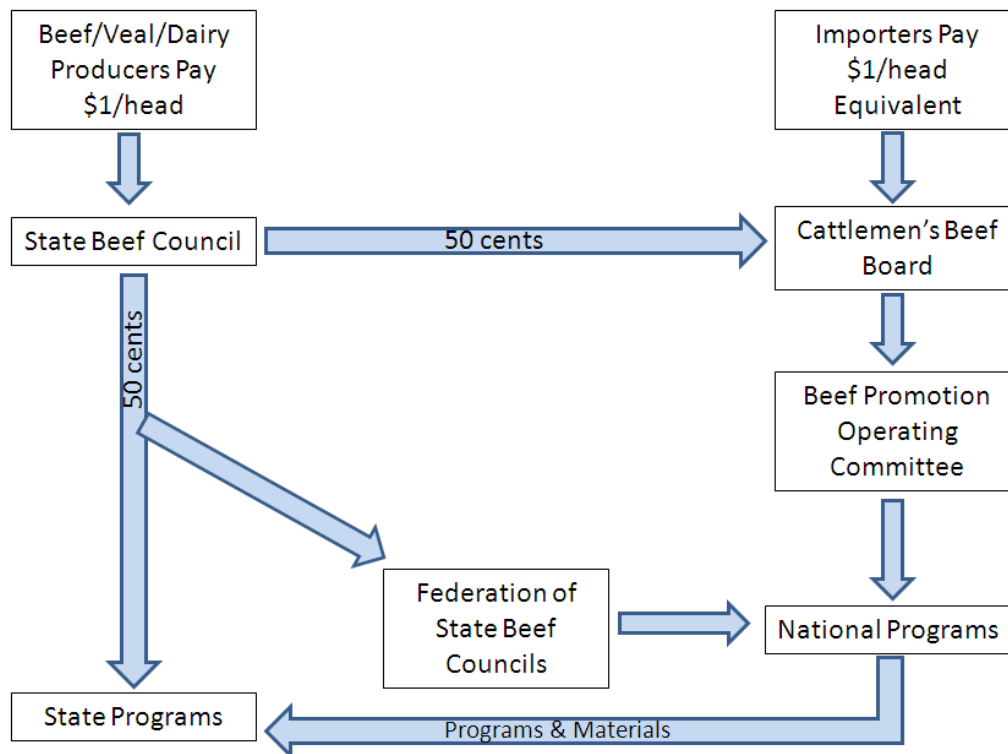 Beef/Veal/Dairy
Producers Pay
$1/head
Importers Pay
$1/head
Equivalent
State Beef Council
50 cents
Cattlemen’s Beef
Board
50 cents
Beef Promotion
Operating
Committee
Federation of
State Beef
Councils
National Programs
State Programs
Programs & Materials